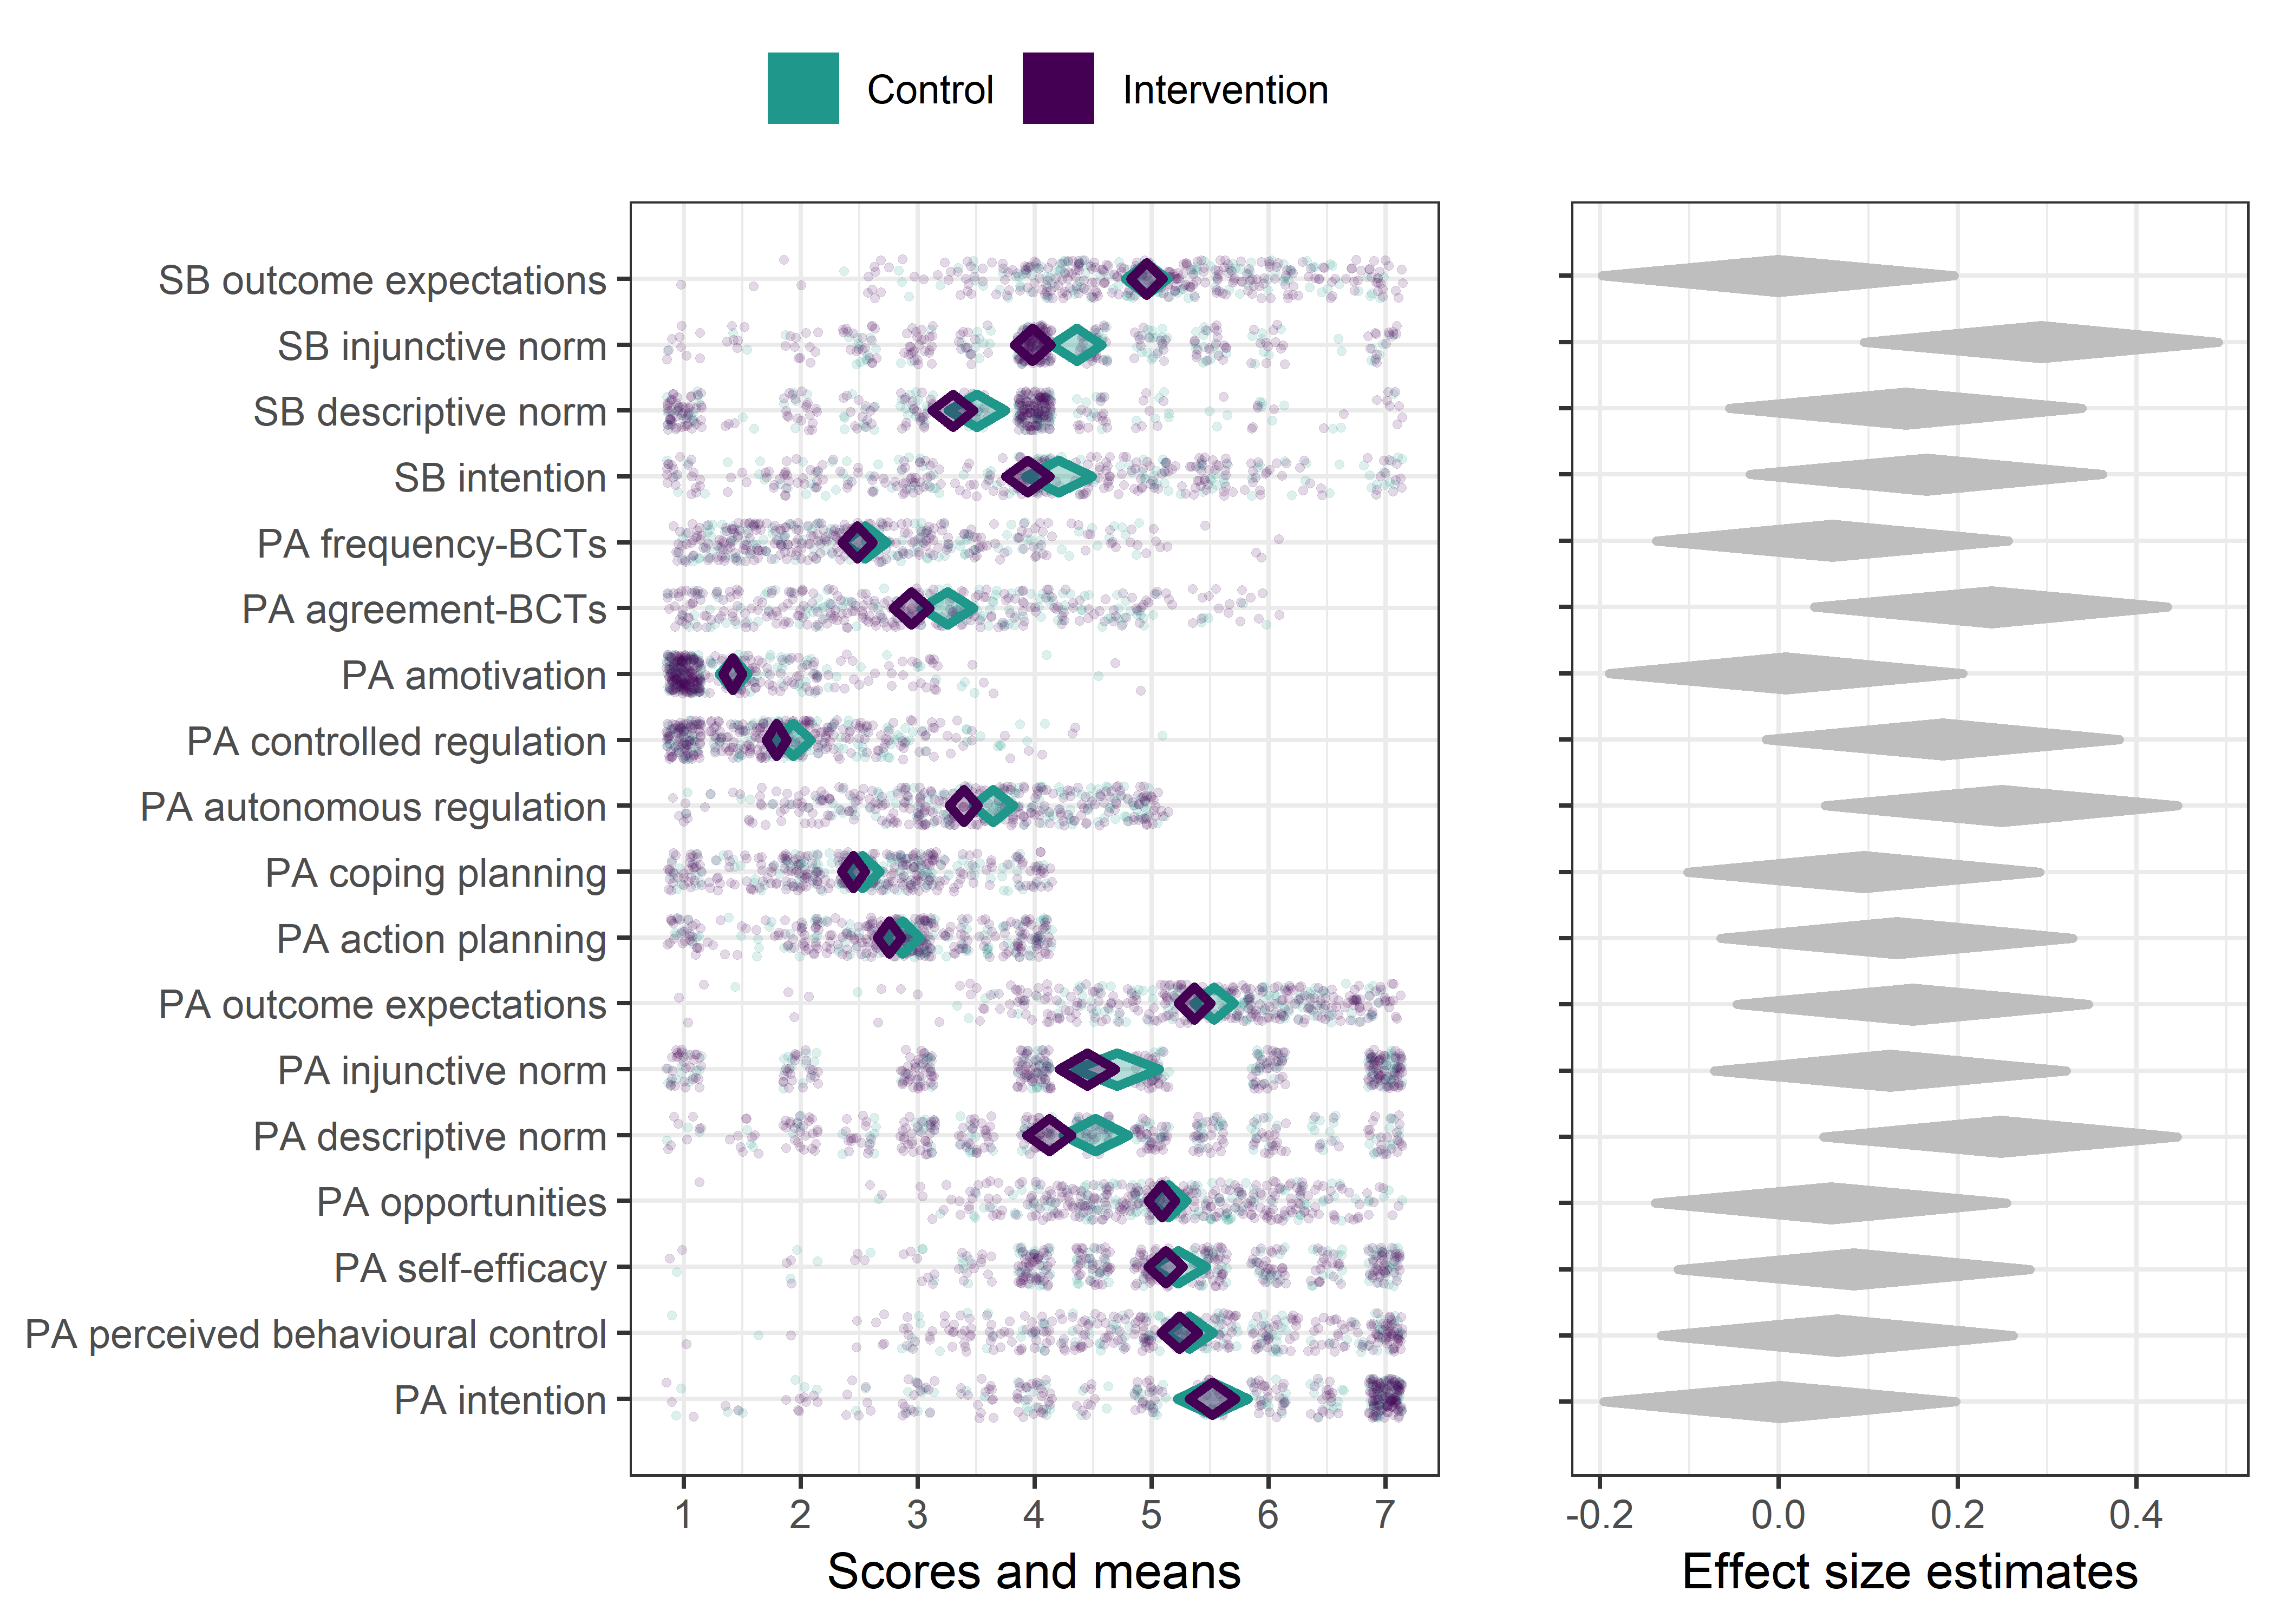 Control Intervention
SB outcome expectations
SB injunctive norm
SB descriptive norm
SB intention
PA frequency-BCTs
PA agreement-BCTs
PA amotivation
PA controlled regulation
PA autonomous regulation
PA coping planning
PA action planning
PA outcome expectations
PA injunctive norm
PA descriptive norm
PA opportunities
PA self-efficacy
PA perceived behavioural control
PA intention
1 2 3 4 5 6 7
Scores and means
-0.2 0.0 0.2 0.4
Effect size estimates